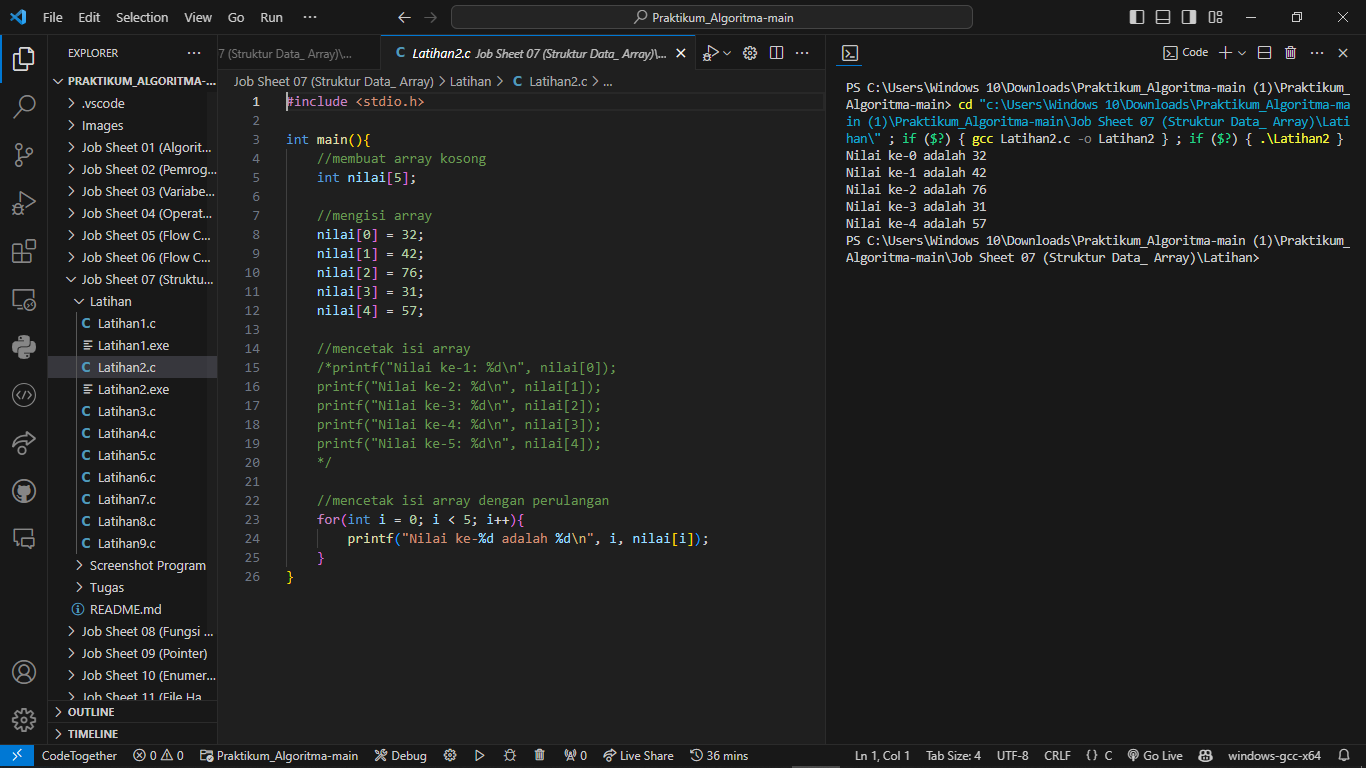 File Edit Selection View Go Run ··· Praktikum_Algoritma-main
EXPLORER ···
PRAKTIKUM_ALGORITMA-...
.vscode
Images
Job Sheet 01 (Algorit...
Job Sheet 02 (Pemrog...
Job Sheet 03 (Variabe...
Job Sheet 04 (Operat...
Job Sheet 05 (Flow C...
Job Sheet 06 (Flow C...
Job Sheet 07 (Struktu...
Latihan
C Latihan1.c
Latihan1.exe
C Latihan2.c
Latihan2.exe
C Latihan3.c
C Latihan4.c
C Latihan5.c
C Latihan6.c
C Latihan7.c
C Latihan8.c
C Latihan9.c
Screenshot Program
Tugas
README.md
Job Sheet 08 (Fungsi ...
Job Sheet 09 (Pointer)
Job Sheet 10 (Enumer...
Job Sheet 11 (File Ha...
OUTLINE
TIMELINE
7 (Struktur Data_ Array)\... C Latihan2.c Job Sheet 07 (Struktur Data_ Array)\... ···
Job Sheet 07 (Struktur Data_ Array) > Latihan > C Latihan2.c > ...
1 #include <stdio.h>
2
3 int main(){
4 //membuat array kosong
5 int nilai[5];
6
7 //mengisi array
8 nilai[0] = 32;
9 nilai[1] = 42;
10 nilai[2] = 76;
11 nilai[3] = 31;
12 nilai[4] = 57;
13
14 //mencetak isi array
15 /*printf("Nilai ke-1: %d\n", nilai[0]);
16 printf("Nilai ke-2: %d\n", nilai[1]);
17 printf("Nilai ke-3: %d\n", nilai[2]);
18 printf("Nilai ke-4: %d\n", nilai[3]);
19 printf("Nilai ke-5: %d\n", nilai[4]);
20 */
21
22 //mencetak isi array dengan perulangan
23 for(int i = 0; i < 5; i++){
24 printf("Nilai ke-%d adalah %d\n", i, nilai[i]);
25 }
26 }
Code ···
PS C:\Users\Windows 10\Downloads\Praktikum_Algoritma-main (1)\Praktikum_
Algoritma-main> cd "c:\Users\Windows 10\Downloads\Praktikum_Algoritma-ma
in (1)\Praktikum_Algoritma-main\Job Sheet 07 (Struktur Data_ Array)\Lati
han\" ; if ($?) { gcc Latihan2.c -o Latihan2 } ; if ($?) { .\Latihan2 }
Nilai ke-0 adalah 32
Nilai ke-1 adalah 42
Nilai ke-2 adalah 76
Nilai ke-3 adalah 31
Nilai ke-4 adalah 57
PS C:\Users\Windows 10\Downloads\Praktikum_Algoritma-main (1)\Praktikum_
Algoritma-main\Job Sheet 07 (Struktur Data_ Array)\Latihan>
CodeTogether 0 0 Praktikum_Algoritma-main Debug 0 Live Share 36 mins Ln 1, Col 1 Tab Size: 4 UTF-8 CRLF { } C Go Live windows-gcc-x64